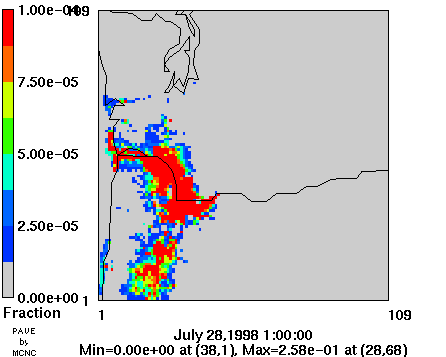 1.00e-04
109
7.50e-05
5.00e-05
2.50e-05
0.00e+00
1
Fraction
1
109
PAVE
by
MCNC
July 28,1998 1:00:00
Min=0.00e+00 at (38,1), Max=2.58e-01 at (28,68)